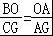 BO/CG = OA/AG